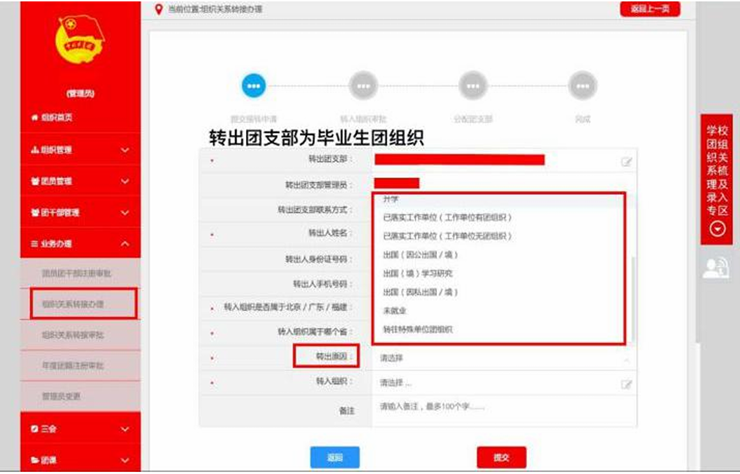 当前位置:组织关系转接办理
返回上一页
(管理员)
组织首页
组织管理
团员管理
团干部管理
业务办理
团员团干部注册审批
组织关系转接办理
组织关系转接审批
年度团籍注册审批
管理员变更
三会
团课
提交接转申请
转入组织审批
分配团支部
完成
转出团支部为毕业生团组织
转出团支部：
转出团支部管理员：
转出团支部联系方式：
转出人姓名：
转出人身份证号码：
转出人手机号码：
转入组织是否属于北京/广东/福建：
转入组织属于哪个省：
转出原因：
转入组织：
备注
升学
已落实工作单位（工作单位有团组织）
已落实工作单位（工作单位无团组织）
出国（因公出国/境）
出国（境）学习研究
出国（因私出国/境）
未就业
转往特殊单位团组织
请选择
请选择 ...
请输入备注，最多100个字......
返回
提交
学校团组织关系梳理及录入专区